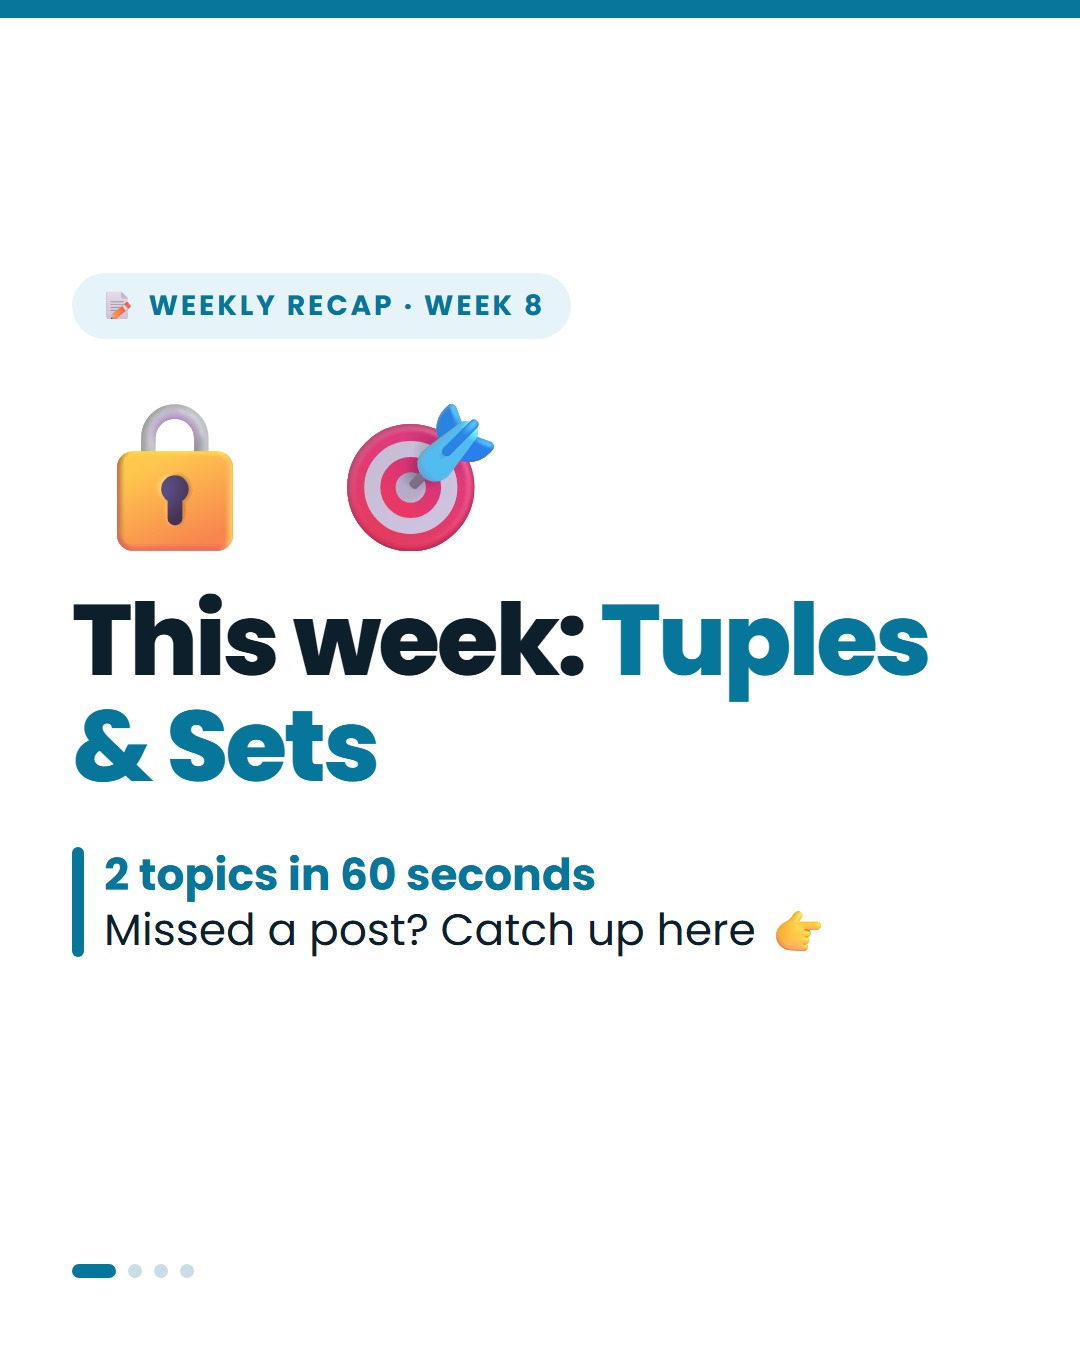 WEEKLY RECAP · WEEK 8
This week: Tuples
& Sets
2 topics in 60 seconds
Missed a post? Catch up here 👉